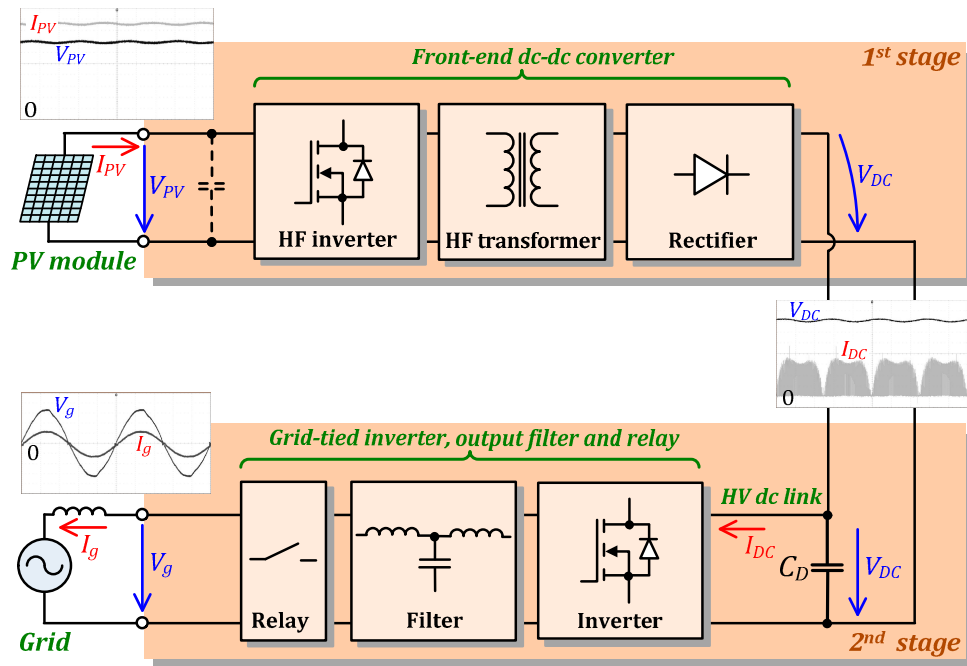 I_PV
V_PV
0
1st stage
Front-end dc-dc converter
I_PV
V_PV
V_DC
HF inverter
HF transformer
Rectifier
PV module
V_DC
I_DC
0
V_g
I_g
0
Grid-tied inverter, output filter and relay
HV dc link
I_DC
I_g
V_g
C_D
V_DC
Relay
Filter
Inverter
Grid
2nd stage